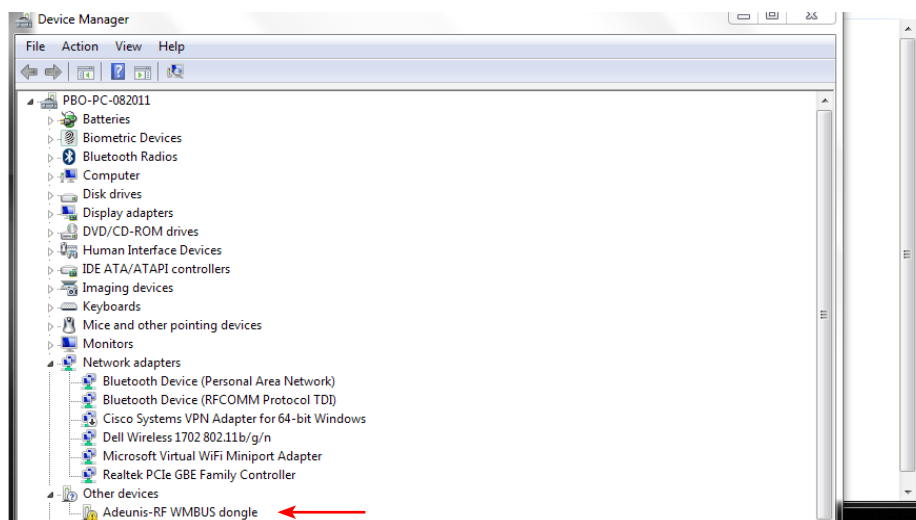 Device Manager
File Action View Help
PBO-PC-082011
Batteries
Biometric Devices
Bluetooth Radios
Computer
Disk drives
Display adapters
DVD/CD-ROM drives
Human Interface Devices
IDE ATA/ATAPI controllers
Imaging devices
Keyboards
Mice and other pointing devices
Monitors
Network adapters
Bluetooth Device (Personal Area Network)
Bluetooth Device (RFCOMM Protocol TDI)
Cisco Systems VPN Adapter for 64-bit Windows
Dell Wireless 1702 802.11b/g/n
Microsoft Virtual WiFi Miniport Adapter
Realtek PCIe GBE Family Controller
Other devices
Adeunis-RF WMBUS dongle